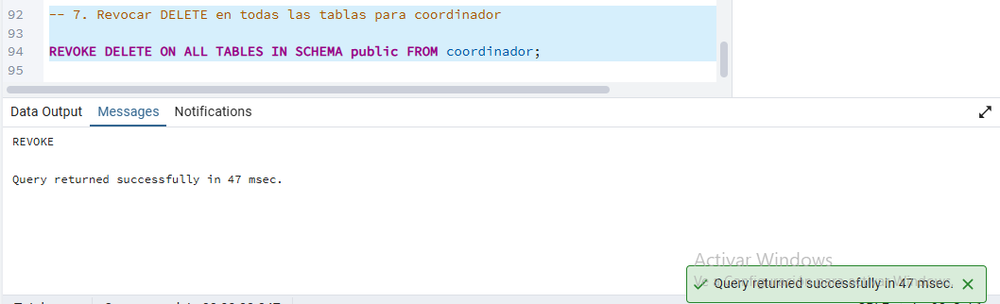 92 -- 7. Revocar DELETE en todas las tablas para coordinador
93
94 REVOKE DELETE ON ALL TABLES IN SCHEMA public FROM coordinador;
95
Data Output Messages Notifications
REVOKE
Query returned successfully in 47 msec.
Activar Windows
Query returned successfully in 47 msec.